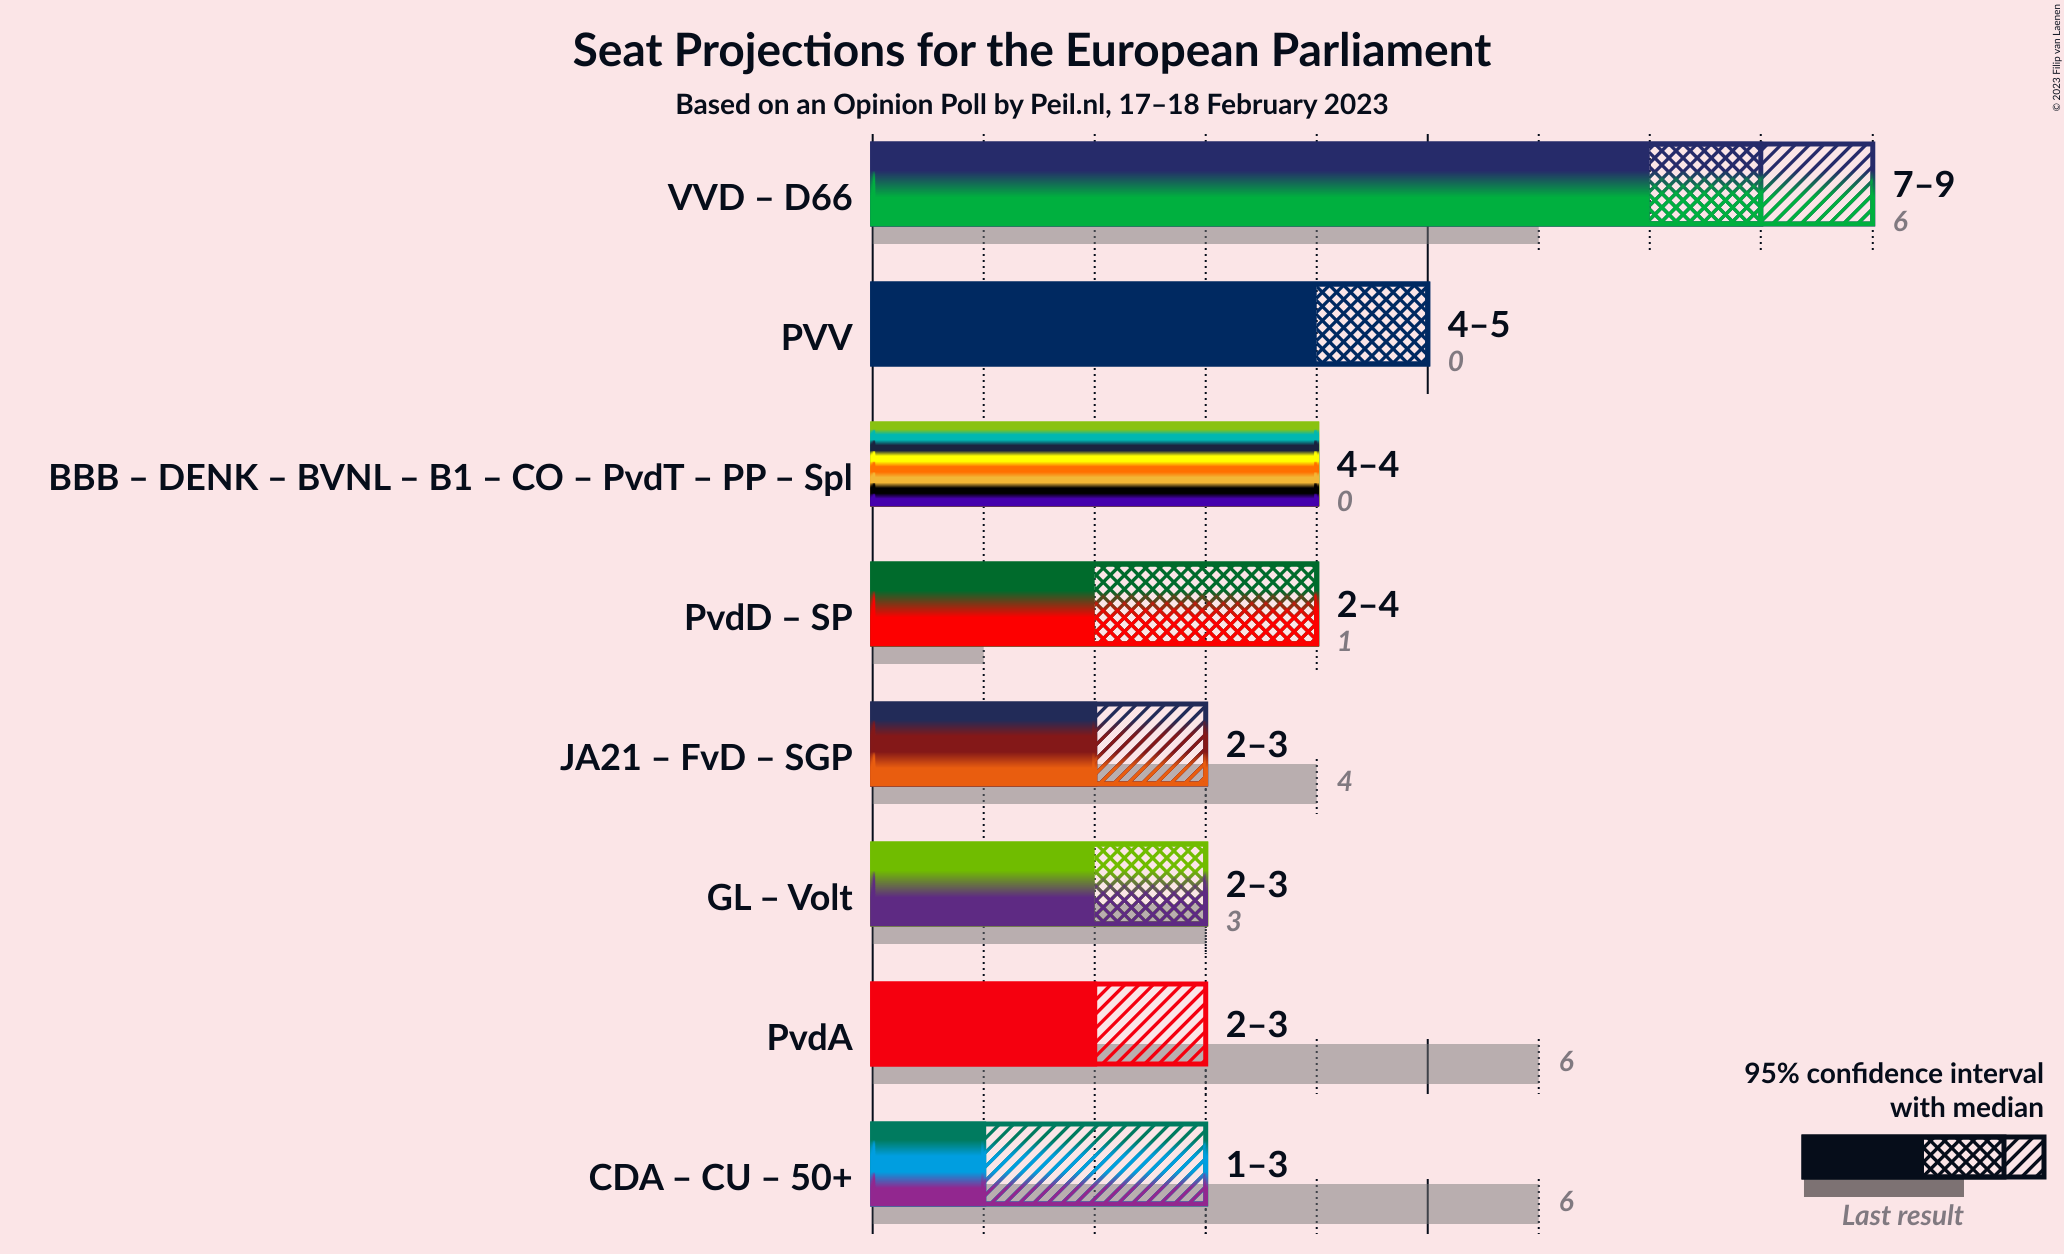 Seat Projections for the European Parliament
Based on an Opinion Poll by Peil.nl, 17–18 February 2023
© 2023 Filip van Laenen
VVD – D66
7–9
6
PVV
4–5
0
BBB – DENK – BVNL – B1 – CO – PvdT – PP – Spl
4–4
0
PvdD – SP
2–4
1
JA21 – FvD – SGP
2–3
4
GL – Volt
2–3
3
PvdA
2–3
6
CDA – CU – 50+
1–3
6
95% confidence interval
with median
Last result